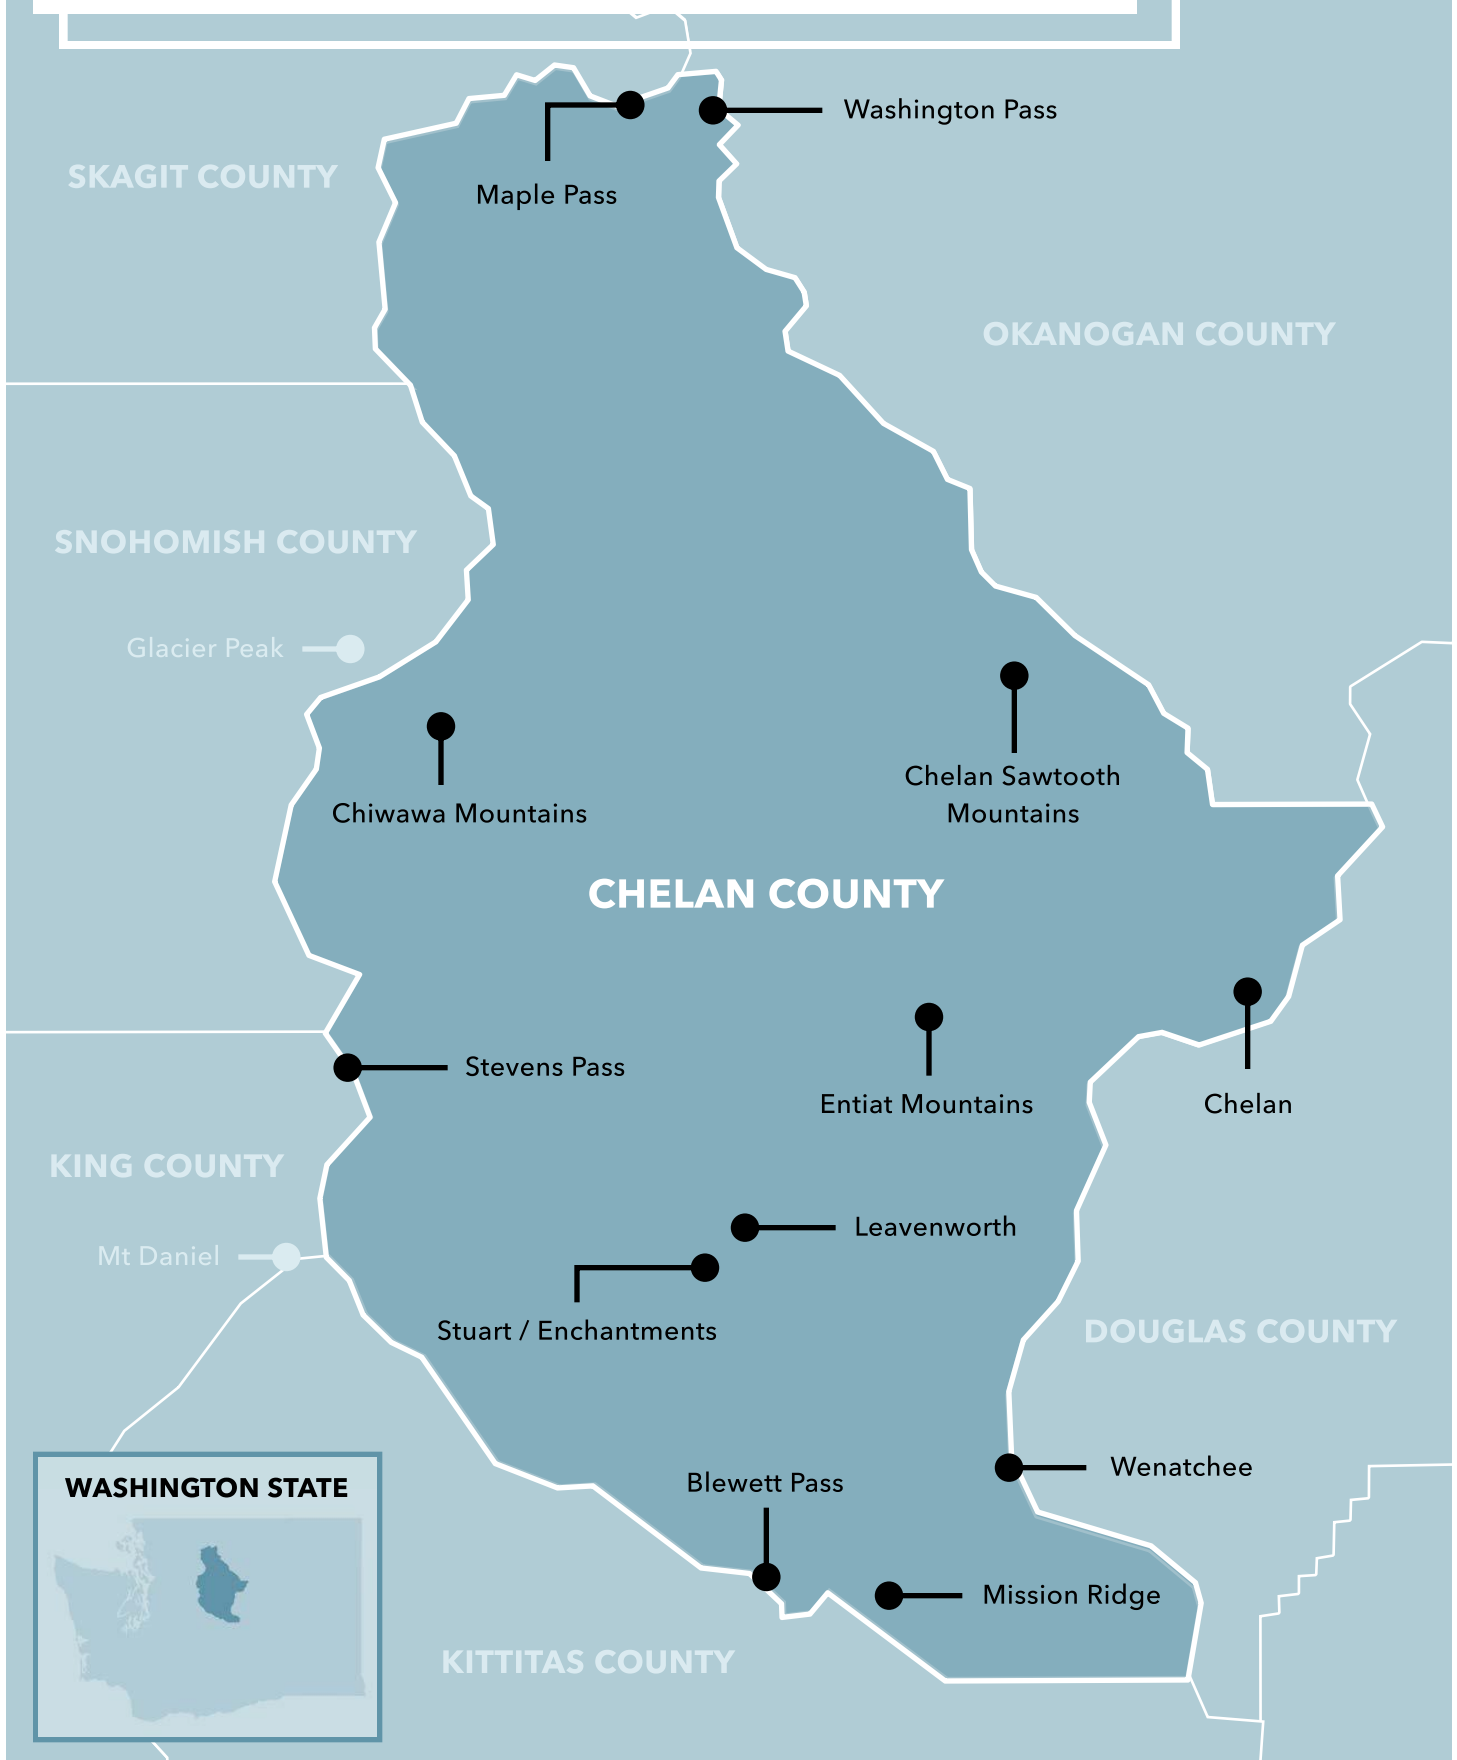 Washington Pass
SKAGIT COUNTY
Maple Pass
OKANOGAN COUNTY
SNOHOMISH COUNTY
Glacier Peak
Chelan Sawtooth
Mountains
Chiwawa Mountains
CHELAN COUNTY
Stevens Pass
Entiat Mountains
Chelan
KING COUNTY
Leavenworth
Mt Daniel
Stuart / Enchantments
DOUGLAS COUNTY
Wenatchee
Blewett Pass
WASHINGTON STATE
Mission Ridge
KITTITAS COUNTY